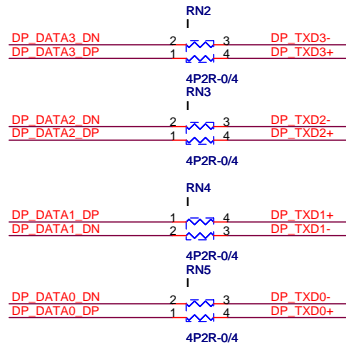 RN2
I
DP_DATA3_DN 2 3 DP_TXD3-
DP_DATA3_DP 1 4 DP_TXD3+
4P2R-0/4
RN3
I
DP_DATA2_DN 2 3 DP_TXD2-
DP_DATA2_DP 1 4 DP_TXD2+
4P2R-0/4
RN4
I
DP_DATA1_DP 1 4 DP_TXD1+
DP_DATA1_DN 2 3 DP_TXD1-
4P2R-0/4
RN5
I
DP_DATA0_DN 2 3 DP_TXD0-
DP_DATA0_DP 1 4 DP_TXD0+
4P2R-0/4